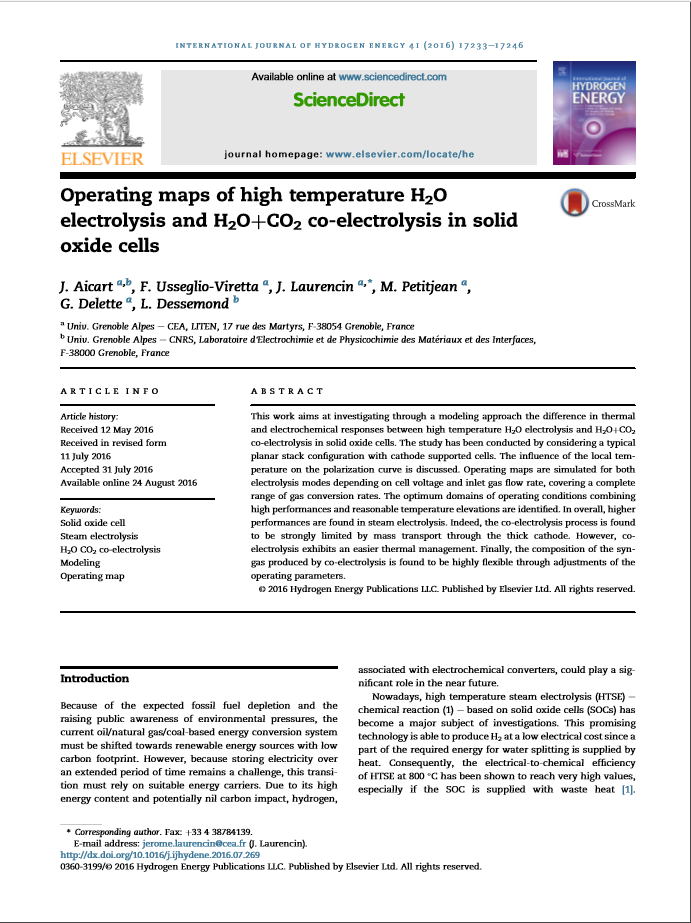 INTERNATIONAL JOURNAL OF HYDROGEN ENERGY 41 (2016) 17233–17246
Available online at www.sciencedirect.com
ScienceDirect
journal homepage: www.elsevier.com/locate/he
ELSEVIER
International Journal of
HYDROGEN
ENERGY
Operating maps of high temperature H₂O
electrolysis and H₂O+CO₂ co-electrolysis in solid
oxide cells
CrossMark
J. Aicart a,b, F. Usseglio-Viretta a, J. Laurencin a,*, M. Petitjean a,
G. Delette a, L. Dessemond b
a Univ. Grenoble Alpes – CEA, LITEN, 17 rue des Martyrs, F-38054 Grenoble, France
b Univ. Grenoble Alpes – CNRS, Laboratoire d'Electrochimie et de Physicochimie des Matériaux et des Interfaces,
F-38000 Grenoble, France
ARTICLE INFO
Article history:
Received 12 May 2016
Received in revised form
11 July 2016
Accepted 31 July 2016
Available online 24 August 2016
Keywords:
Solid oxide cell
Steam electrolysis
H₂O CO₂ co-electrolysis
Modeling
Operating map
ABSTRACT
This work aims at investigating through a modeling approach the difference in thermal
and electrochemical responses between high temperature H₂O electrolysis and H₂O+CO₂
co-electrolysis in solid oxide cells. The study has been conducted by considering a typical
planar stack configuration with cathode supported cells. The influence of the local tem-
perature on the polarization curve is discussed. Operating maps are simulated for both
electrolysis modes depending on cell voltage and inlet gas flow rate, covering a complete
range of gas conversion rates. The optimum domains of operating conditions combining
high performances and reasonable temperature elevations are identified. In overall, higher
performances are found in steam electrolysis. Indeed, the co-electrolysis process is found
to be strongly limited by mass transport through the thick cathode. However, co-
electrolysis exhibits an easier thermal management. Finally, the composition of the syn-
gas produced by co-electrolysis is found to be highly flexible through adjustments of the
operating parameters.
© 2016 Hydrogen Energy Publications LLC. Published by Elsevier Ltd. All rights reserved.
Introduction
Because of the expected fossil fuel depletion and the
raising public awareness of environmental pressures, the
current oil/natural gas/coal-based energy conversion system
must be shifted towards renewable energy sources with low
carbon footprint. However, because storing electricity over
an extended period of time remains a challenge, this transi-
tion must rely on suitable energy carriers. Due to its high
energy content and potentially nil carbon impact, hydrogen,
associated with electrochemical converters, could play a sig-
nificant role in the near future.
Nowadays, high temperature steam electrolysis (HTSE) –
chemical reaction (1) – based on solid oxide cells (SOCs) has
become a major subject of investigations. This promising
technology is able to produce H₂ at a low electrical cost since a
part of the required energy for water splitting is supplied by
heat. Consequently, the electrical-to-chemical efficiency
of HTSE at 800 °C has been shown to reach very high values,
especially if the SOC is supplied with waste heat [1].
* Corresponding author. Fax: +33 4 38784139.
E-mail address: jerome.laurencin@cea.fr (J. Laurencin).
http://dx.doi.org/10.1016/j.ijhydene.2016.07.269
0360-3199/© 2016 Hydrogen Energy Publications LLC. Published by Elsevier Ltd. All rights reserved.